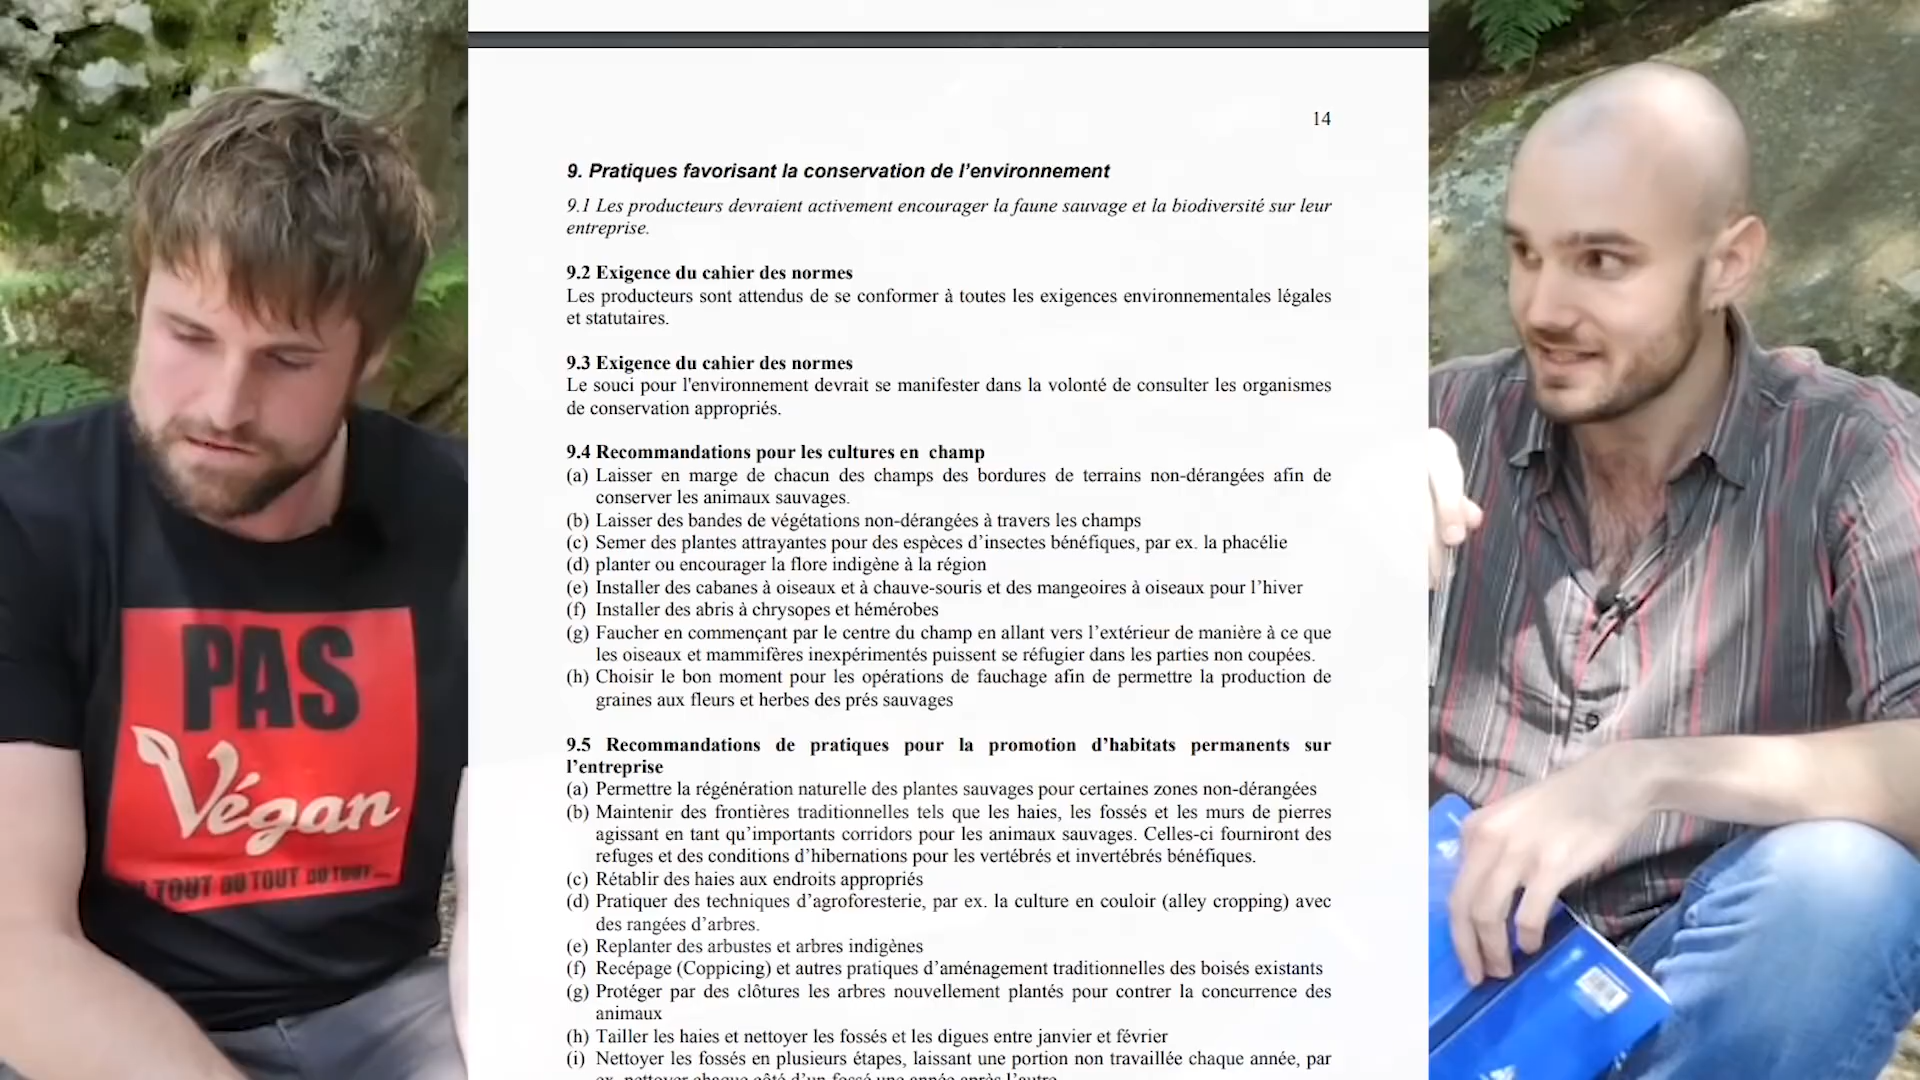 14
9. Pratiques favorisant la conservation de l’environnement
9.1 Les producteurs devraient activement encourager la faune sauvage et la biodiversité sur leur
entreprise.
9.2 Exigence du cahier des normes
Les producteurs sont attendus de se conformer à toutes les exigences environnementales légales
et statutaires.
9.3 Exigence du cahier des normes
Le souci pour l'environnement devrait se manifester dans la volonté de consulter les organismes
de conservation appropriés.
9.4 Recommandations pour les cultures en champ
(a) Laisser en marge de chacun des champs des bordures de terrains non-dérangées afin de
conserver les animaux sauvages.
(b) Laisser des bandes de végétations non-dérangées à travers les champs
(c) Semer des plantes attrayantes pour des espèces d’insectes bénéfiques, par ex. la phacélie
(d) planter ou encourager la flore indigène à la région
(e) Installer des cabanes à oiseaux et à chauve-souris et des mangeoires à oiseaux pour l’hiver
(f) Installer des abris à chrysopes et hémérobes
(g) Faucher en commençant par le centre du champ en allant vers l’extérieur de manière à ce que
les oiseaux et mammifères inexpérimentés puissent se réfugier dans les parties non coupées.
(h) Choisir le bon moment pour les opérations de fauchage afin de permettre la production de
graines aux fleurs et herbes des prés sauvages
9.5 Recommandations de pratiques pour la promotion d’habitats permanents sur
l’entreprise
(a) Permettre la régénération naturelle des plantes sauvages pour certaines zones non-dérangées
(b) Maintenir des frontières traditionnelles tels que les haies, les fossés et les murs de pierres
agissant en tant qu’importants corridors pour les animaux sauvages. Celles-ci fourniront des
refuges et des conditions d’hibernations pour les vertébrés et invertébrés bénéfiques.
(c) Rétablir des haies aux endroits appropriés
(d) Pratiquer des techniques d’agroforesterie, par ex. la culture en couloir (alley cropping) avec
des rangées d’arbres.
(e) Replanter des arbustes et arbres indigènes
(f) Recépage (Coppicing) et autres pratiques d’aménagement traditionnelles des boisés existants
(g) Protéger par des clôtures les arbres nouvellement plantés pour contrer la concurrence des
animaux
(h) Tailler les haies et nettoyer les fossés et les digues entre janvier et février
(i) Nettoyer les fossés en plusieurs étapes, laissant une portion non travaillée chaque année, par
ex. nettoyer chaque côté d’un fossé une année après l’autre
PAS
Végan
TOUT DU TOUT DU TOUT...